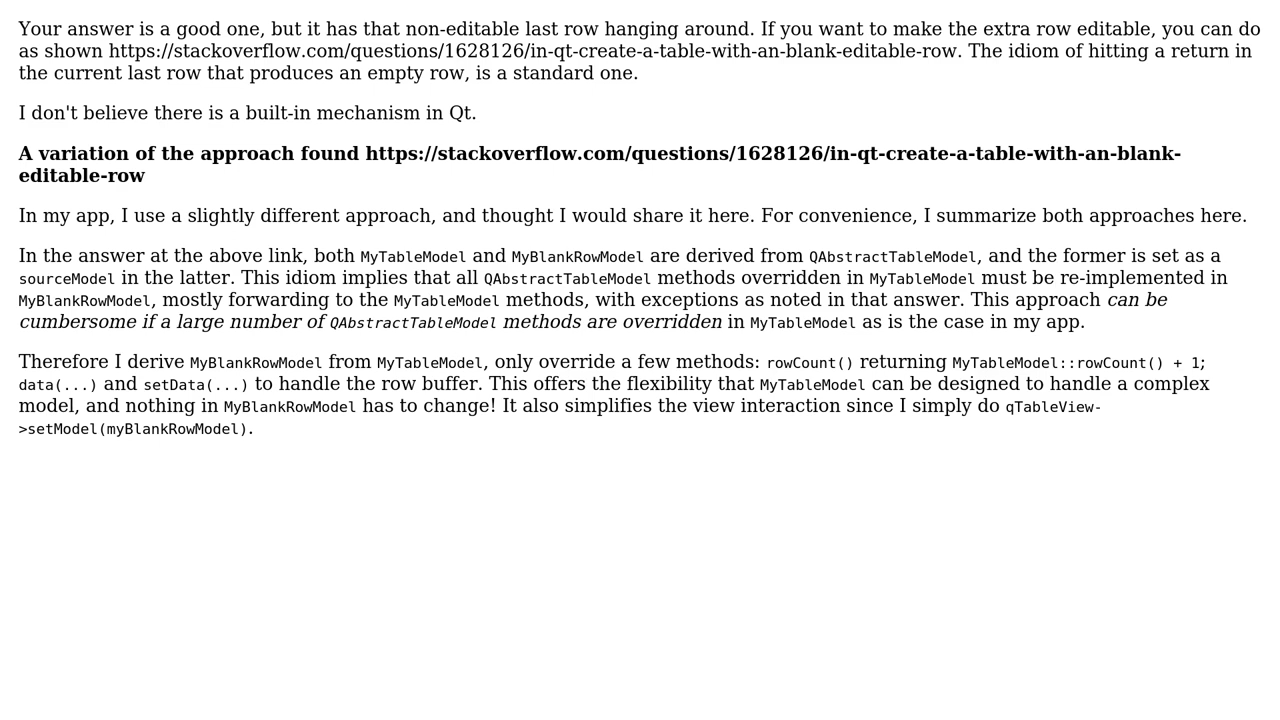 Your answer is a good one, but it has that non-editable last row hanging around. If you want to make the extra row editable, you can do
as shown https://stackoverflow.com/questions/1628126/in-qt-create-a-table-with-an-blank-editable-row. The idiom of hitting a return in
the current last row that produces an empty row, is a standard one.
I don't believe there is a built-in mechanism in Qt.
A variation of the approach found https://stackoverflow.com/questions/1628126/in-qt-create-a-table-with-an-blank-
editable-row
In my app, I use a slightly different approach, and thought I would share it here. For convenience, I summarize both approaches here.
In the answer at the above link, both MyTableModel and MyBlankRowModel are derived from QAbstractTableModel, and the former is set as a
sourceModel in the latter. This idiom implies that all QAbstractTableModel methods overridden in MyTableModel must be re-implemented in
MyBlankRowModel, mostly forwarding to the MyTableModel methods, with exceptions as noted in that answer. This approach can be
cumbersome if a large number of QAbstractTableModel methods are overridden in MyTableModel as is the case in my app.
Therefore I derive MyBlankRowModel from MyTableModel, only override a few methods: rowCount() returning MyTableModel::rowCount() + 1;
data(...) and setData(...) to handle the row buffer. This offers the flexibility that MyTableModel can be designed to handle a complex
model, and nothing in MyBlankRowModel has to change! It also simplifies the view interaction since I simply do qTableView-
>setModel(myBlankRowModel).